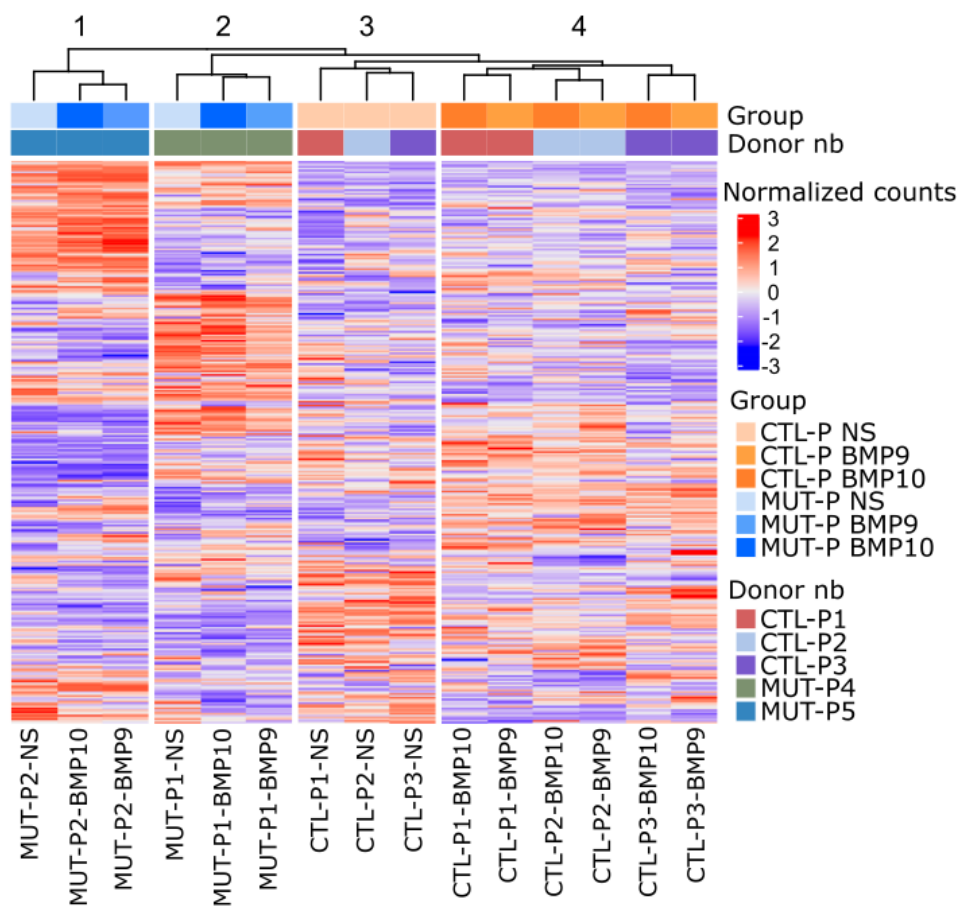 1 2 3 4
Group
Donor nb
Normalized counts
3
2
1
0
-1
-2
-3
Group
CTL-P NS
CTL-P BMP9
CTL-P BMP10
MUT-P NS
MUT-P BMP9
MUT-P BMP10
Donor nb
CTL-P1
CTL-P2
CTL-P3
MUT-P4
MUT-P5
MUT-P2-NS
MUT-P2-BMP10
MUT-P2-BMP9
MUT-P1-NS
MUT-P1-BMP10
MUT-P1-BMP9
CTL-P1-NS
CTL-P2-NS
CTL-P3-NS
CTL-P1-BMP10
CTL-P1-BMP9
CTL-P2-BMP10
CTL-P2-BMP9
CTL-P3-BMP10
CTL-P3-BMP9